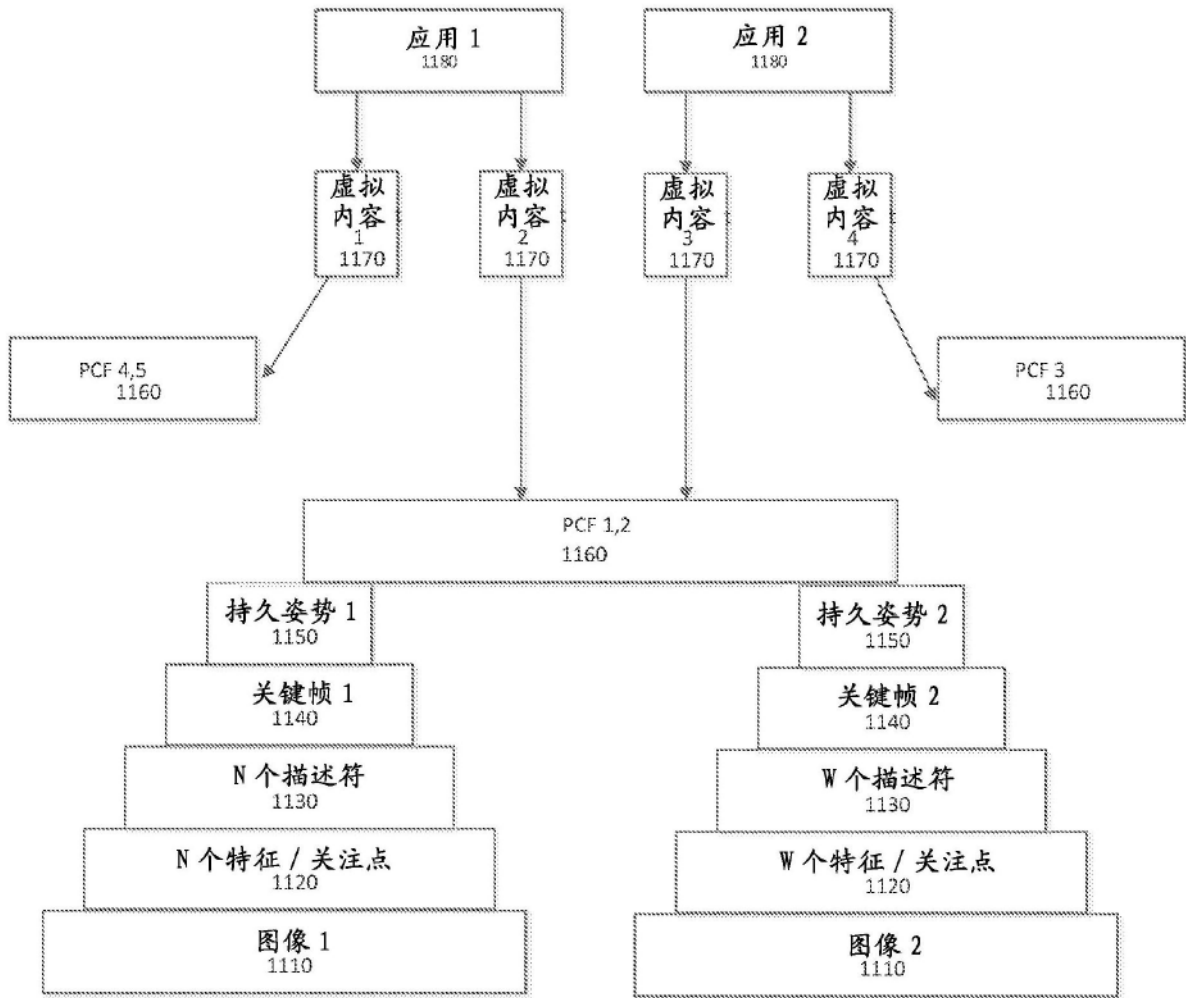 应用 1
1180
应用 2
1180
虚拟
内容
1
1170
虚拟
内容
2
1170
虚拟
内容
3
1170
虚拟
内容
4
1170
PCF 4,5
1160
PCF 3
1160
PCF 1,2
1160
持久姿势 1
1150
持久姿势 2
1150
关键帧 1
1140
关键帧 2
1140
N 个描述符
1130
W 个描述符
1130
N 个特征 / 关注点
1120
W 个特征 / 关注点
1120
图像 1
1110
图像 2
1110